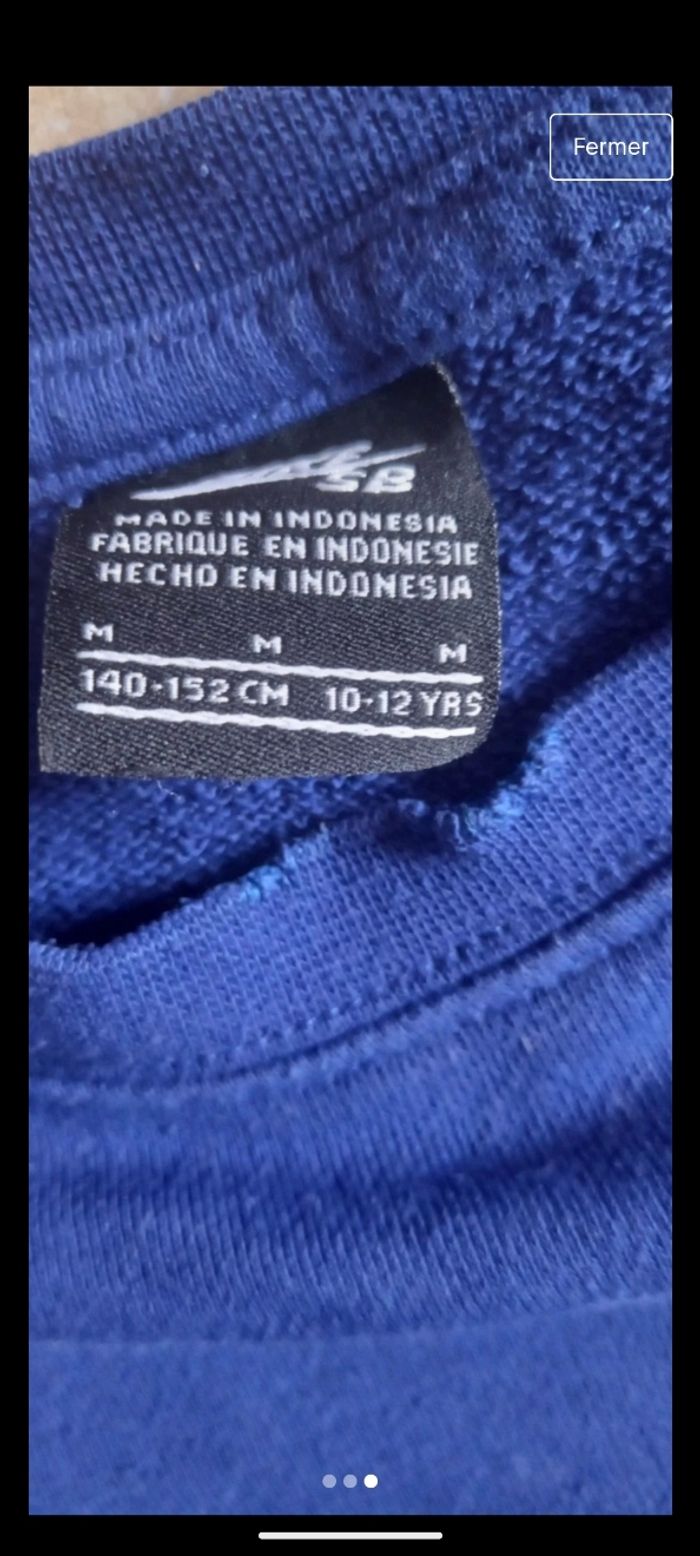 Fermer
SB
MADE IN INDONESIA
FABRIQUE EN INDONESIE
HECHO EN INDONESIA
M M M
140-152 CM 10-12 YRS